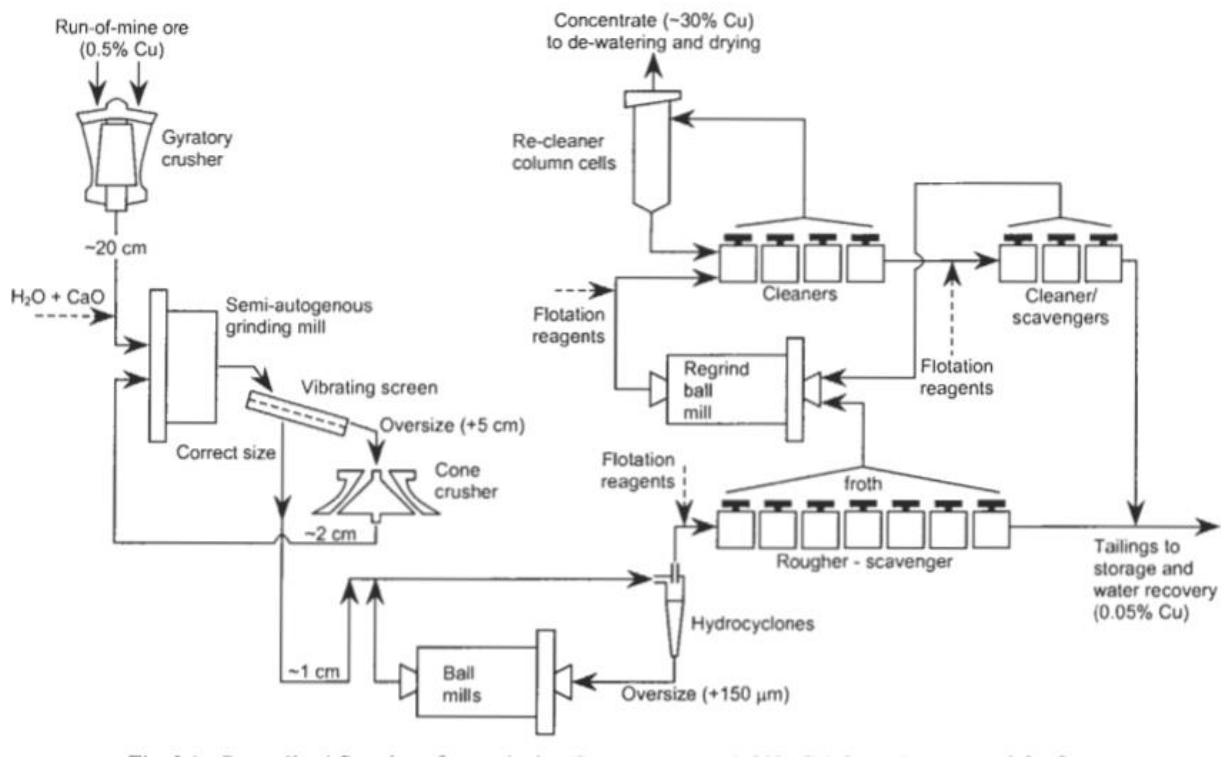 Run-of-mine ore
(0.5% Cu)
Gyratory
crusher
~20 cm
H₂O + CaO
Semi-autogenous
grinding mill
Vibrating screen
Oversize (+5 cm)
Correct size
Cone
crusher
~2 cm
~1 cm
Ball
mills
Oversize (+150 μm)
Hydrocyclones
Flotation
reagents
froth
Rougher - scavenger
Tailings to
storage and
water recovery
(0.05% Cu)
Regrind
ball
mill
Flotation
reagents
Cleaners
Flotation
reagents
Cleaner/
scavengers
Re-cleaner
column cells
Concentrate (~30% Cu)
to de-watering and drying